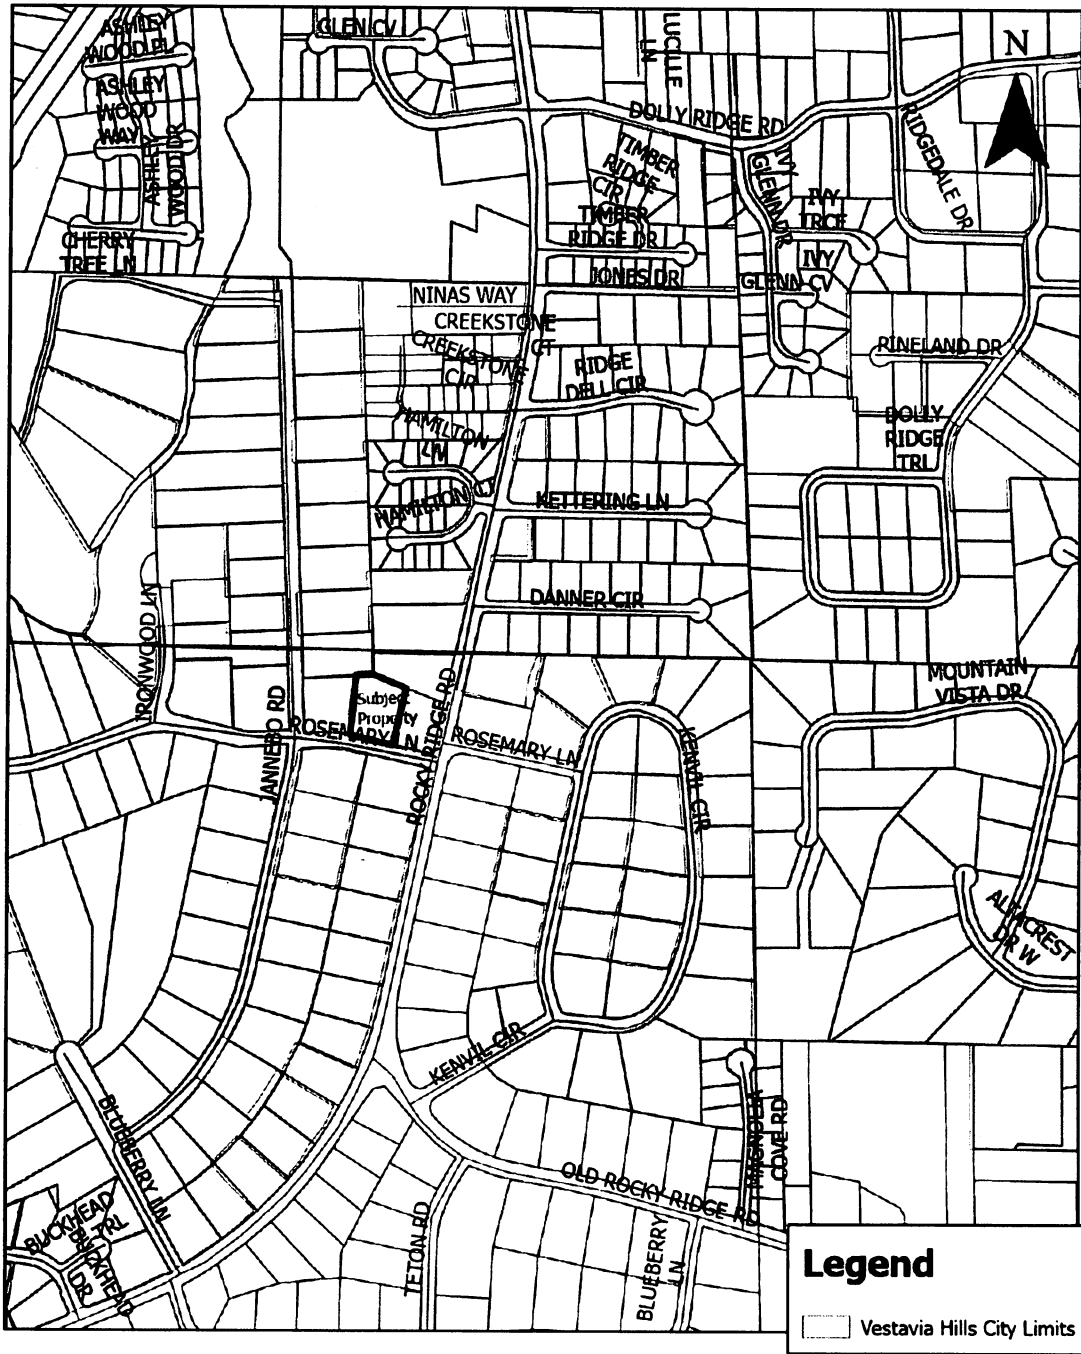 ASHLEY
WOOD PL
GLEN CV
LUCILLE
LN
N
ASHLEY
WOOD
WAY
ASHLEY
WOOD DR
DOLLY RIDGE RD
RIDGEDALE DR
TIMBER
RIDGE
CIR
IVY
GLENN DR
IVY
TRCE
TIMBER
RIDGE DR
CHERRY
TREE LN
IVY
GLENN CV
JONES DR
NINAS WAY
CREEKSTONE
CT
CREEKSTONE
CIR
PINELAND DR
RIDGE
DELL CIR
HAMILTON
LN
DOLLY
RIDGE
TRL
HAMILTON CT
KETTERING LN
DANNER CIR
IRONWOOD LN
MOUNTAIN
VISTA DR
JANNEBO RD
Subject
Property
ROSEMARY LN
ROCKY RIDGE RD
ROSEMARY LN
KENVIL CIR
ALTACREST
DR W
KENVIL CIR
BLUEBERRY LN
MAGNOLIA
COVE RD
OLD ROCKY RIDGE RD
BUCKHEAD
TRL
BUCKHEAD
DR
TETON RD
BLUEBERRY
LN
Legend
Vestavia Hills City Limits